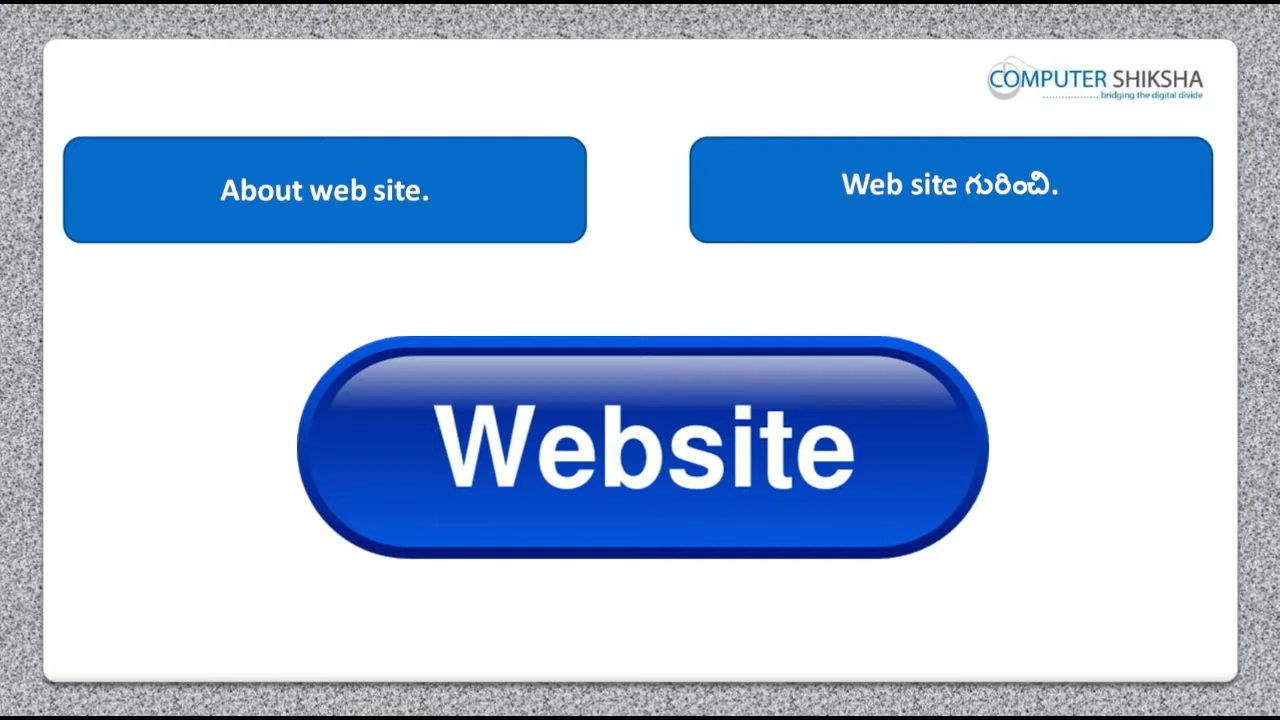 COMPUTER SHIKSHA
bridging the digital divide
About web site.
Web site గురించి.
Website